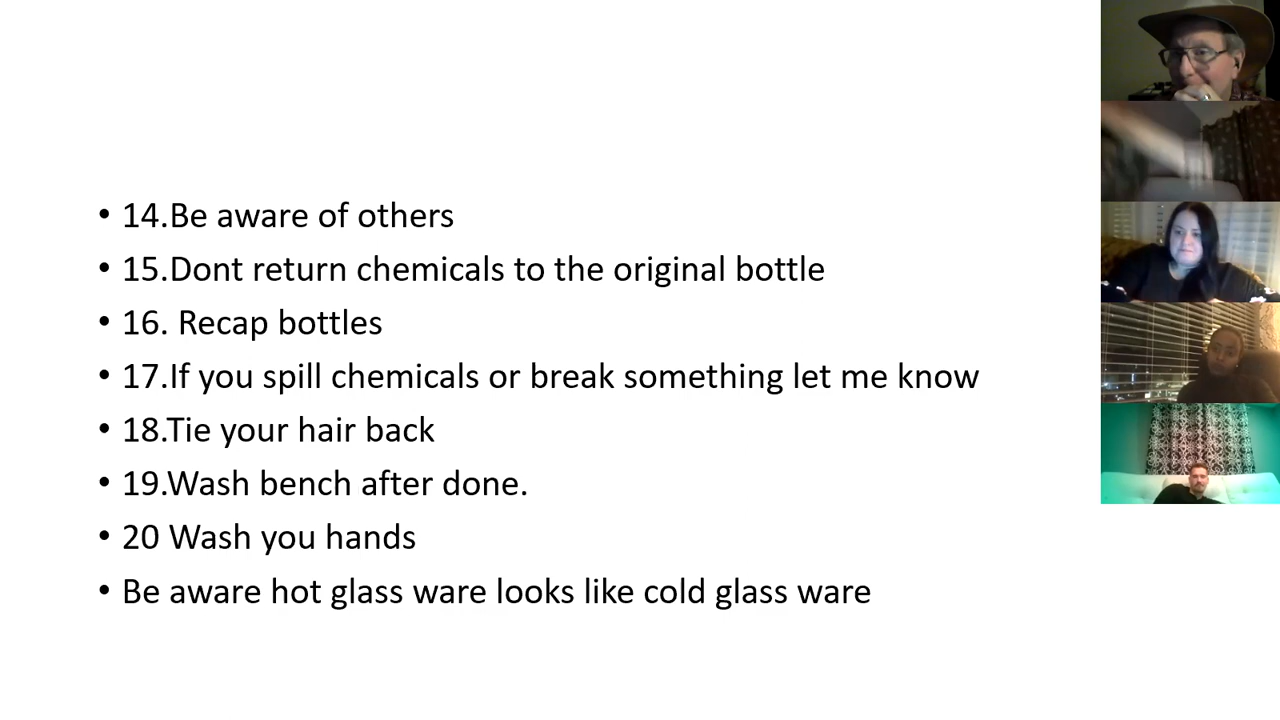 • 14.Be aware of others
• 15.Dont return chemicals to the original bottle
• 16. Recap bottles
• 17.If you spill chemicals or break something let me know
• 18.Tie your hair back
• 19.Wash bench after done.
• 20 Wash you hands
• Be aware hot glass ware looks like cold glass ware